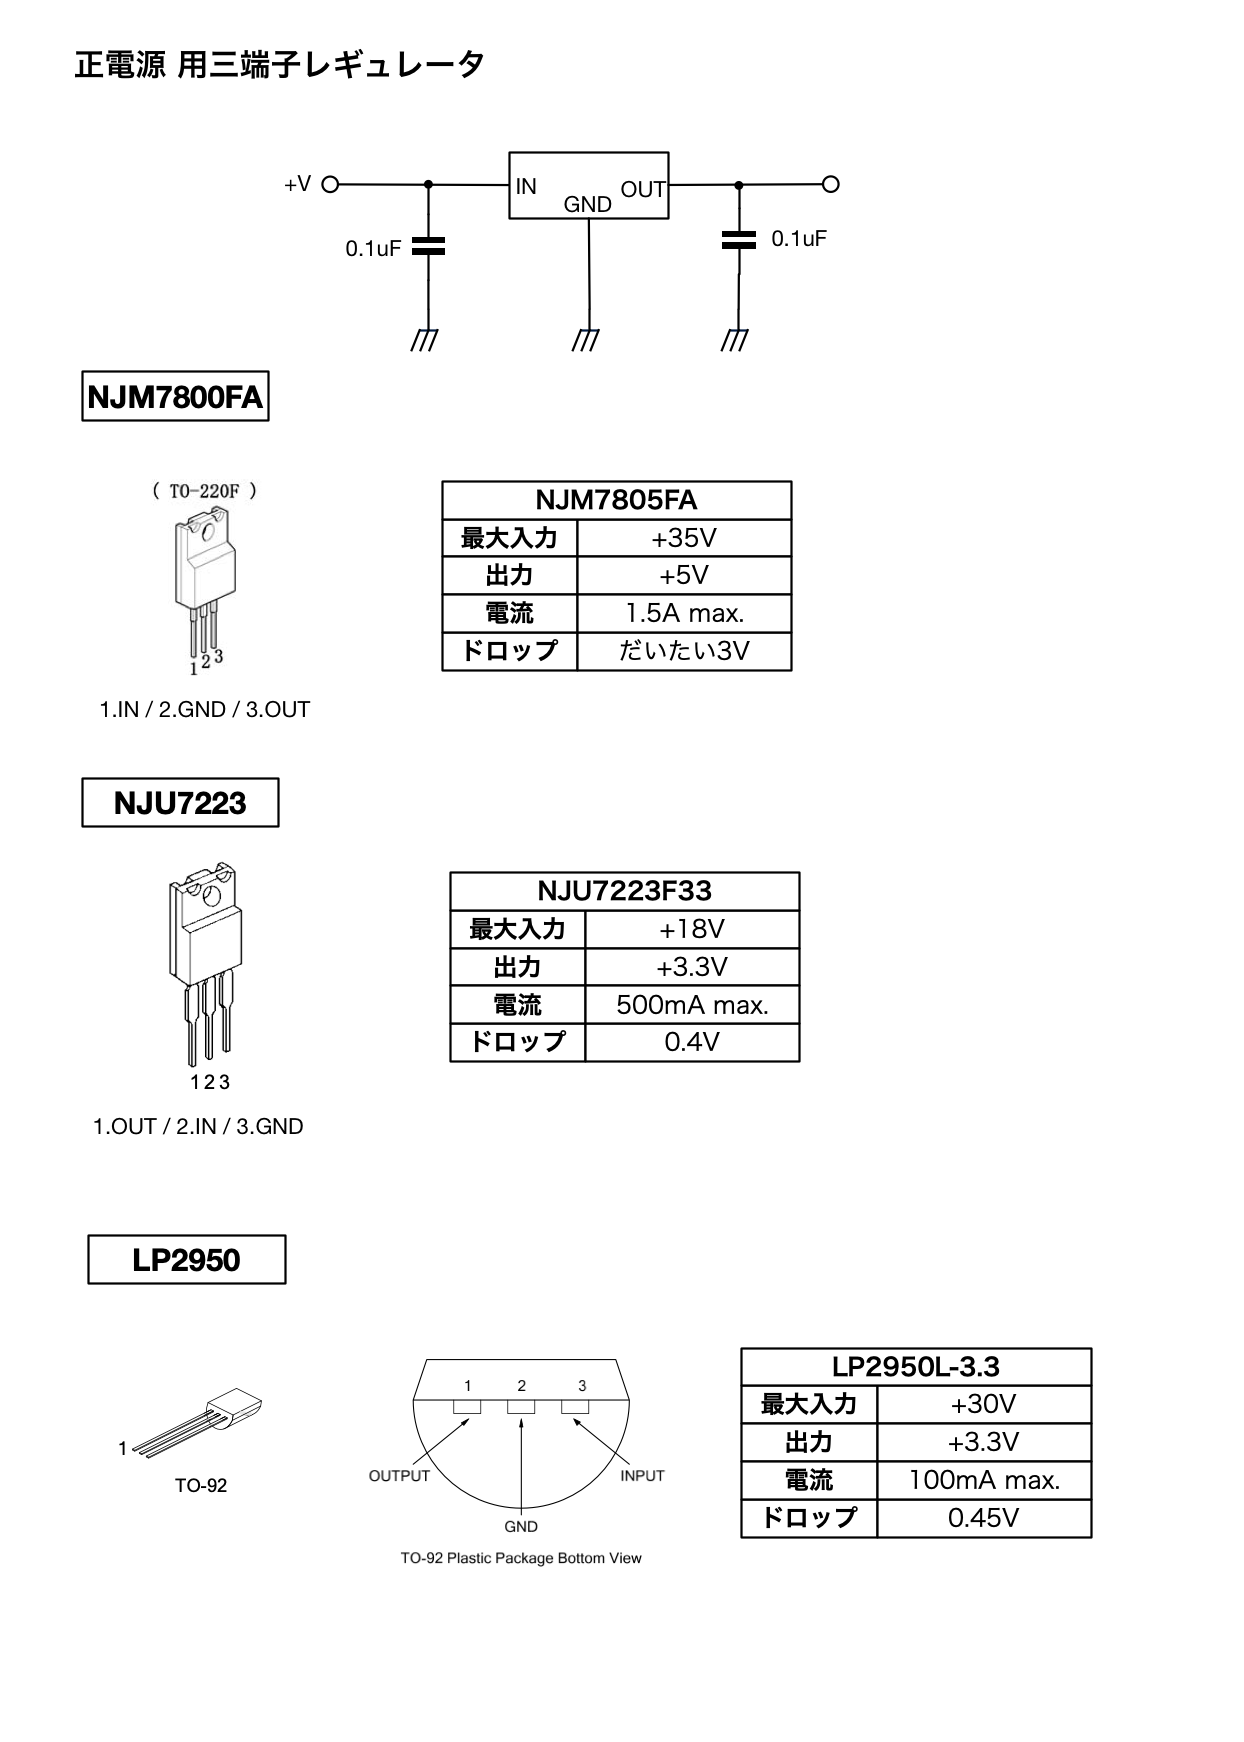 正電源 用三端子レギュレータ
+V
IN
OUT
GND
0.1uF
0.1uF
NJM7800FA
( TO-220F )
1 2 3
1.IN / 2.GND / 3.OUT
NJM7805FA
最大入力 +35V
出力 +5V
電流 1.5A max.
ドロップ だいたい3V
NJU7223
1 2 3
1.OUT / 2.IN / 3.GND
NJU7223F33
最大入力 +18V
出力 +3.3V
電流 500mA max.
ドロップ 0.4V
LP2950
1
TO-92
1 2 3
OUTPUT
INPUT
GND
TO-92 Plastic Package Bottom View
LP2950L-3.3
最大入力 +30V
出力 +3.3V
電流 100mA max.
ドロップ 0.45V